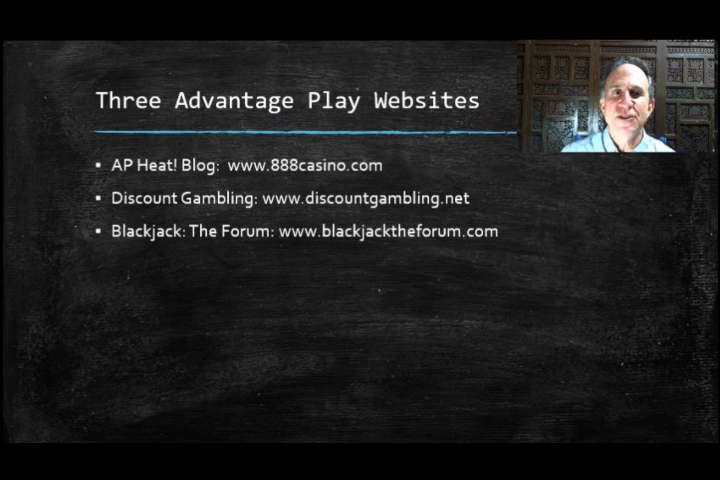 Three Advantage Play Websites
▪ AP Heat! Blog: www.888casino.com
▪ Discount Gambling: www.discountgambling.net
▪ Blackjack: The Forum: www.blackjacktheforum.com